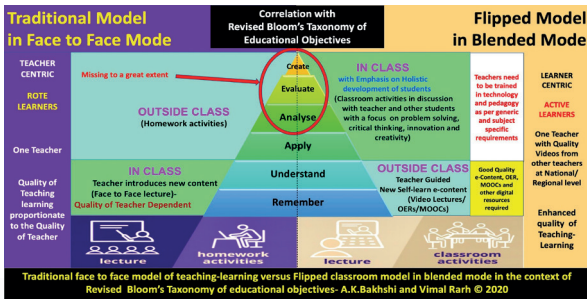 Traditional Model
in Face to Face Mode
Correlation with
Revised Bloom's Taxonomy of
Educational Objectives
Flipped Model
in Blended Mode
TEACHER
CENTRIC
ROTE
LEARNERS
One Teacher
Quality of
Teaching
learning
proportionate
to the Quality
of Teacher
Missing to a great extent
OUTSIDE CLASS
(Homework activities)
IN CLASS
Teacher introduces new content
(Face to Face lecture)-
Quality of Teacher Dependent
Create
Evaluate
Analyse
Apply
Understand
Remember
IN CLASS
with Emphasis on Holistic
development of students
(Classroom activities in discussion
with teacher and other students
with a focus on problem solving,
critical thinking, innovation and
creativity)
OUTSIDE CLASS
Teacher Guided
New Self-learn e-content
(Video Lectures/
OERs/MOOCs)
Teachers need
to be trained
in technology
and pedagogy
as per generic
and subject
specific
requirements
Good Quality
e-Content, OER,
MOOCs and
other digital
resources
required
LEARNER
CENTRIC
ACTIVE
LEARNERS
One Teacher
with Quality
Videos from
other teachers
at National/
Regional level
Enhanced
quality of
Teaching-
Learning
lecture
homework
activities
lecture
classroom
activities
Traditional face to face model of teaching-learning versus Flipped classroom model in blended mode in the context of
Revised Bloom's Taxonomy of educational objectives- A.K.Bakhshi and Vimal Rarh © 2020